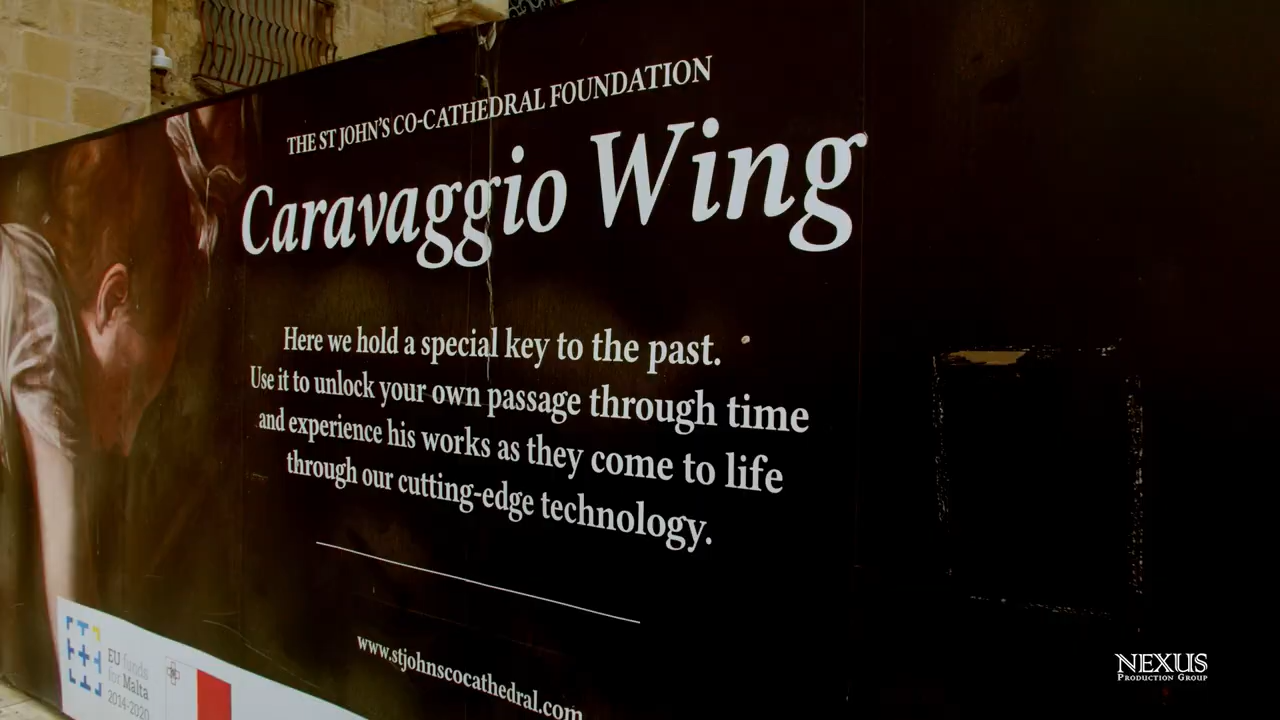 THE ST JOHN'S CO-CATHEDRAL FOUNDATION
Caravaggio Wing
Here we hold a special key to the past.
Use it to unlock your own passage through time
and experience his works as they come to life
through our cutting-edge technology.
www.stjohnscocathedral.com
EU funds
for Malta
2014-2020
NEXUS
PRODUCTION GROUP